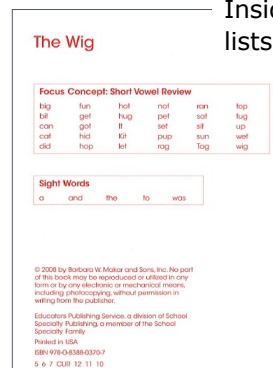 Insi
lists
The Wig
Focus Concept: Short Vowel Review
big fun hot not ran top
bit get hug pet sat tug
can got it set sit up
cat hid Kit pup sun wet
did hop let rag Tag wig
Sight Words
a and the to was
© 2008 by Barbara W. Makar and Sons, Inc. No part
of this book may be reproduced or utilized in any
form or by any electronic or mechanical means,
including photocopying, without permission in
writing from the publisher.
Educators Publishing Service, a division of School
Specialty Publishing, a member of the School
Specialty Family
Printed in USA
ISBN 978-0-8388-0370-7
5 6 7 CUR 12 11 10